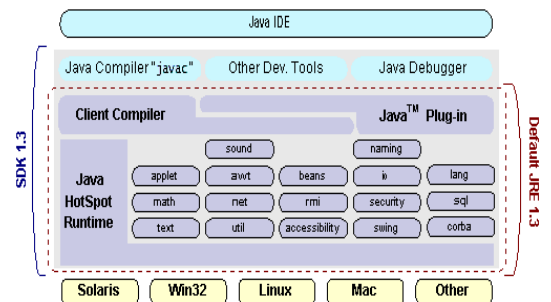 Java IDE
Java Compiler "javac" Other Dev. Tools Java Debugger
SDK 1.3
Default JRE 1.3
Client Compiler
Java™ Plug-in
Java
HotSpot
Runtime
sound naming
applet awt beans io lang
math net rmi security sql
text util accessibility swing corba
Solaris Win32 Linux Mac Other